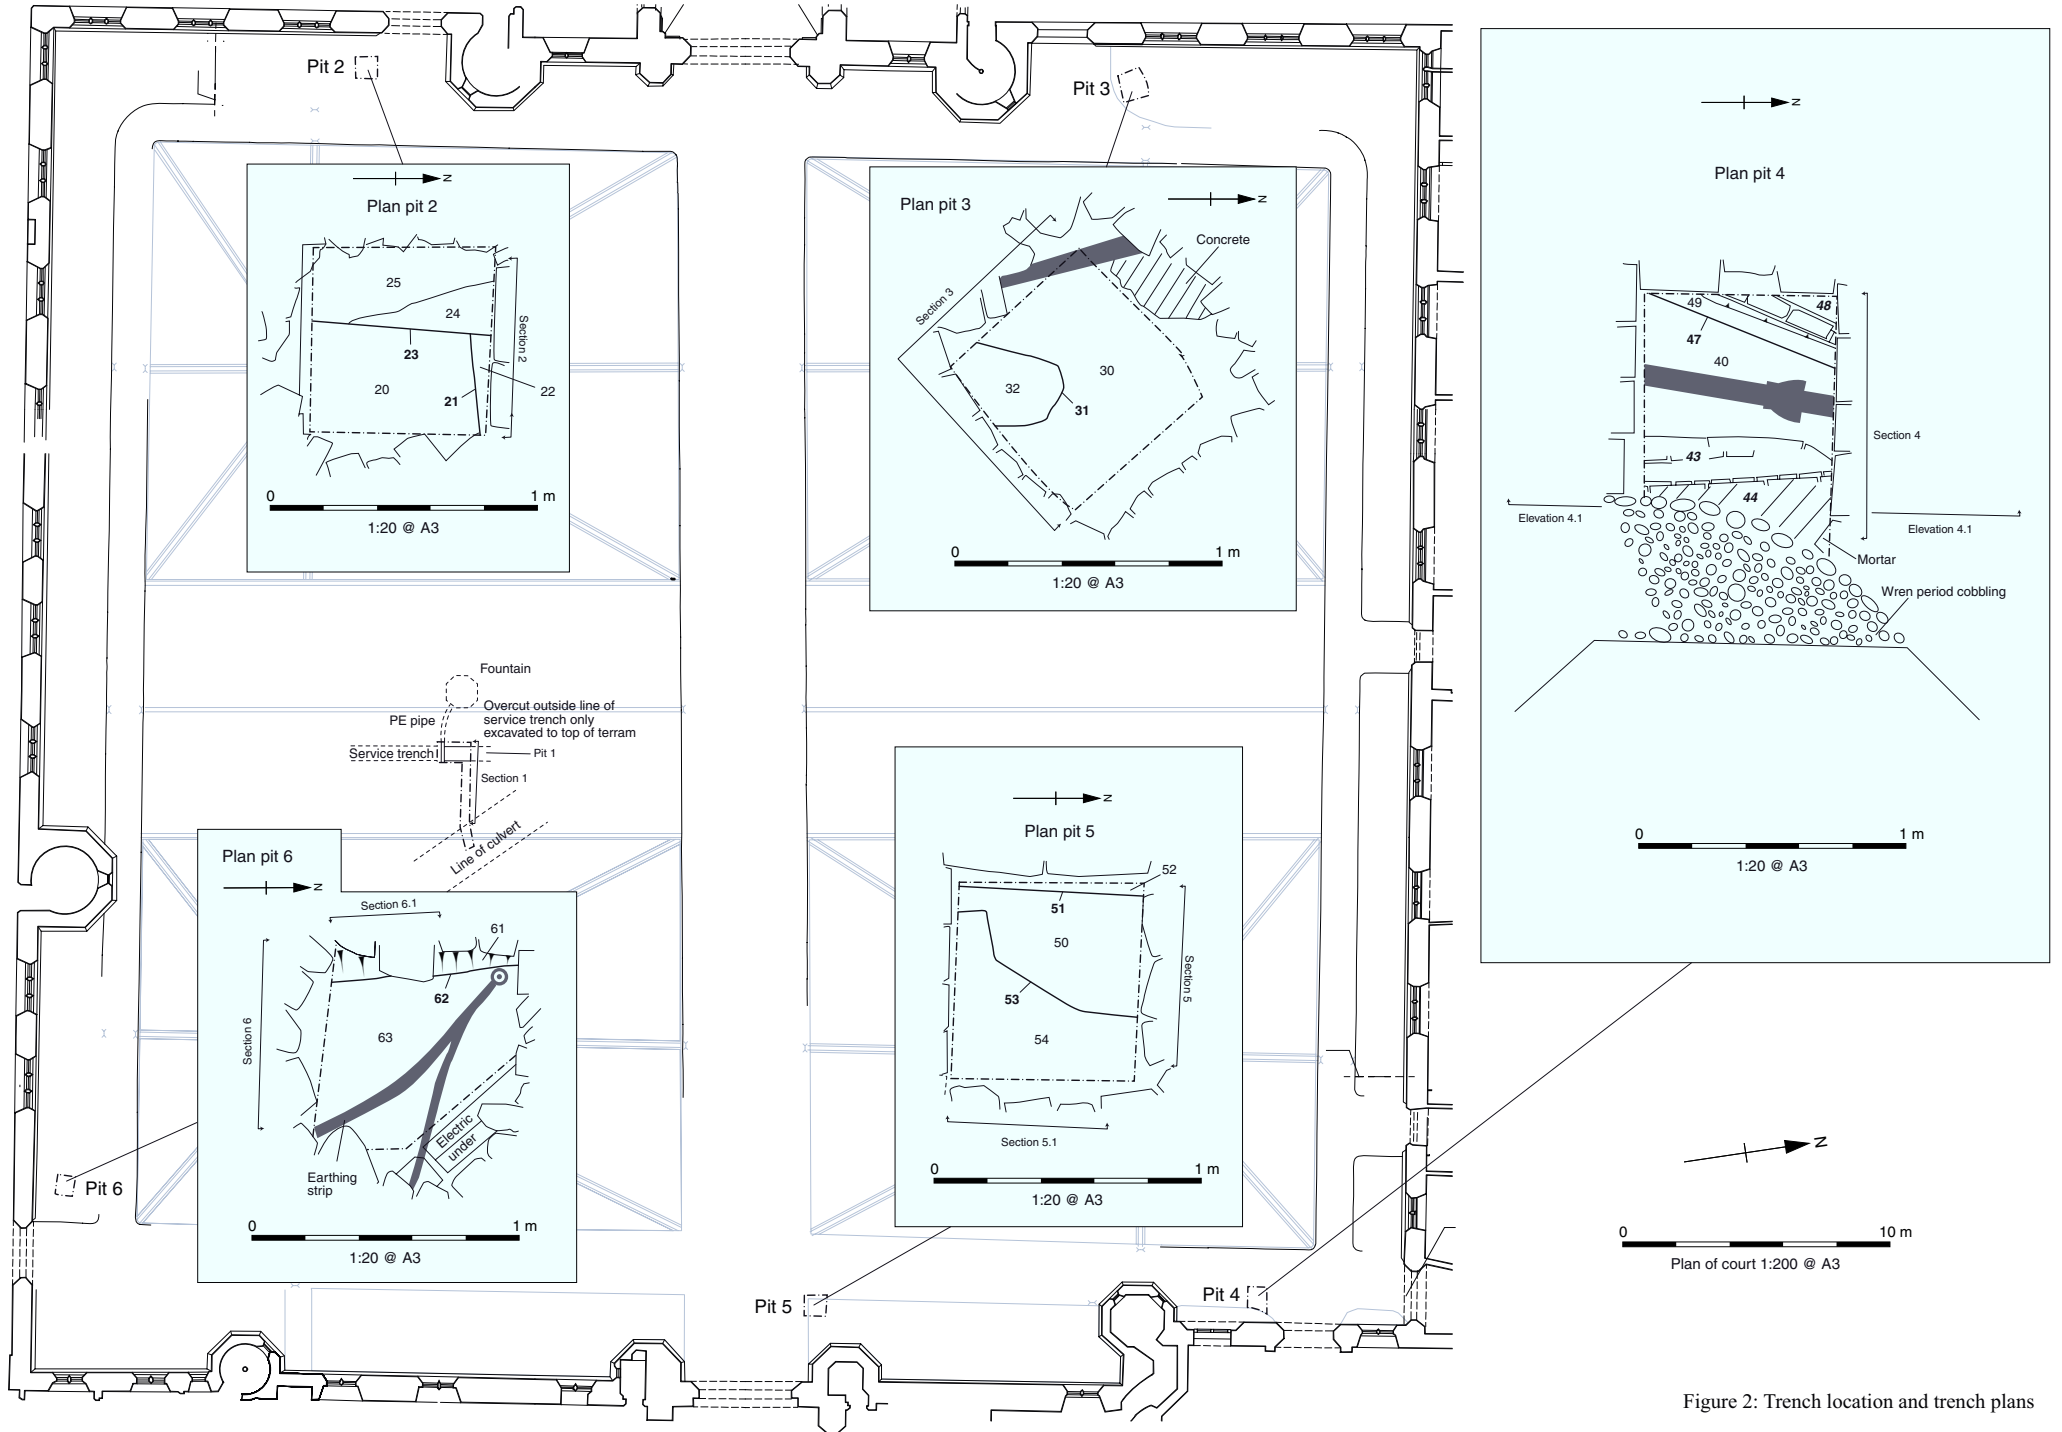 Pit 2
Pit 3
N
Plan pit 2
25
24
23
20
21
22
Section 2
0
1 m
1:20 @ A3
Plan pit 3
N
Concrete
Section 3
30
32
31
0
1 m
1:20 @ A3
N
Plan pit 4
49
48
47
40
Section 4
43
44
Elevation 4.1
Elevation 4.1
Mortar
Wren period cobbling
0
1 m
1:20 @ A3
Fountain
PE pipe
Overcut outside line of
service trench only
excavated to top of terram
Service trench
Pit 1
Section 1
Line of culvert
Plan pit 6
N
Section 6.1
61
62
Section 6
63
Electric
under
Earthing
strip
0
1 m
1:20 @ A3
N
Plan pit 5
52
51
50
53
54
Section 5
Section 5.1
0
1 m
1:20 @ A3
Pit 6
Pit 5
Pit 4
N
0
10 m
Plan of court 1:200 @ A3
Figure 2: Trench location and trench plans